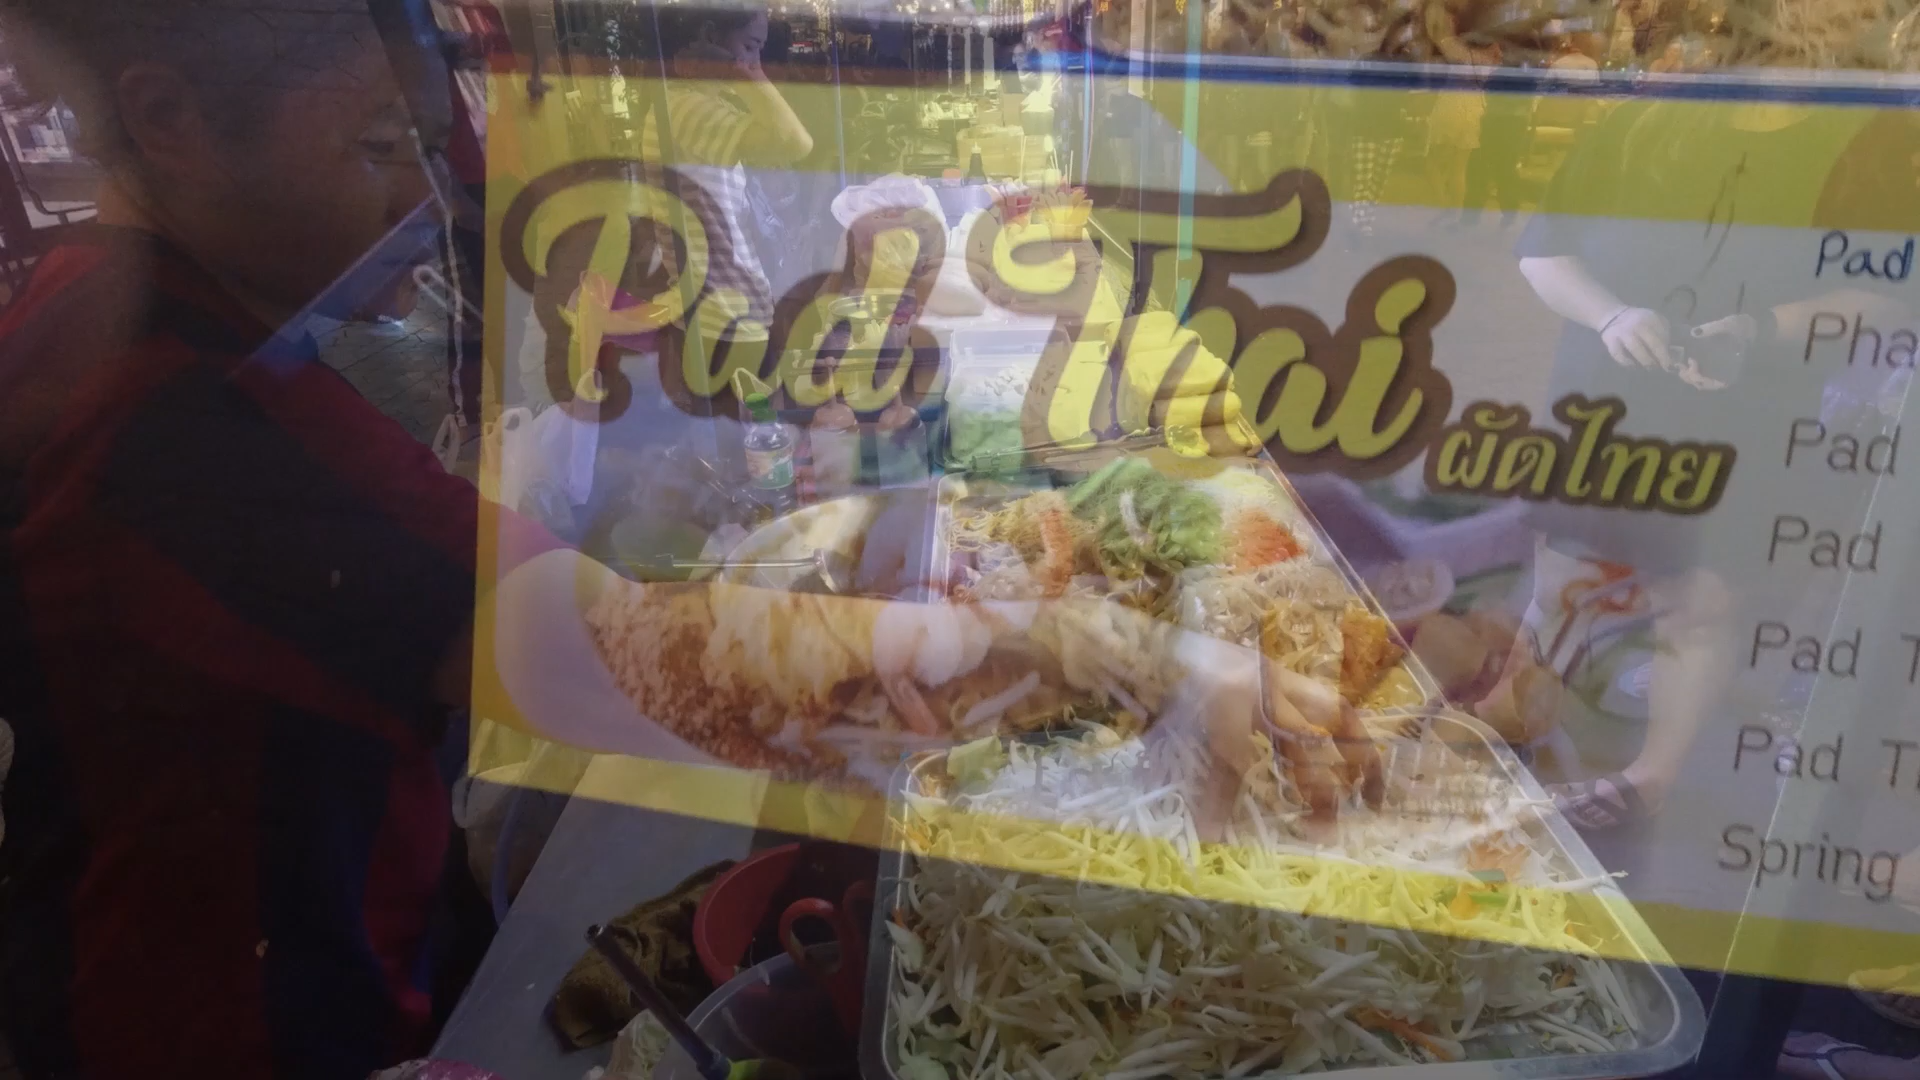 Pad Thai
ผัดไทย
Pad
Pha
Pad
Pad
Pad T
Pad T
Spring